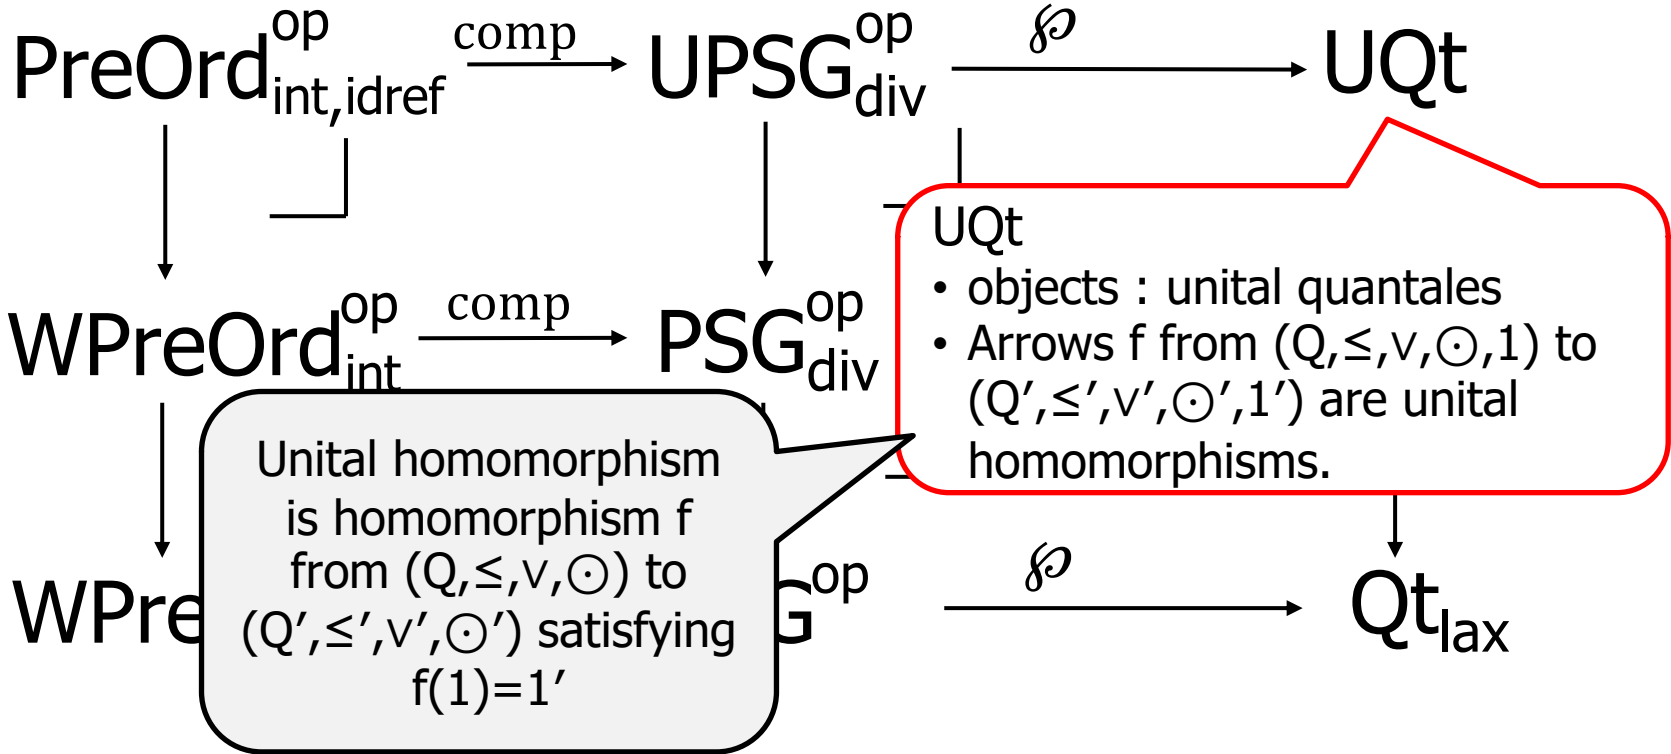 PreOrd^op_int,idref comp UPSG^op_div ℘ UQt
UQt
• objects : unital quantales
• Arrows f from (Q,≤,∨,⊙,1) to
(Q′,≤′,∨′,⊙′,1′) are unital
homomorphisms.
WPreOrd^op_int comp PSG^op_div
Unital homomorphism
is homomorphism f
from (Q,≤,∨,⊙) to
(Q′,≤′,∨′,⊙′) satisfying
f(1)=1′
WPre G^op ℘ Qt_lax